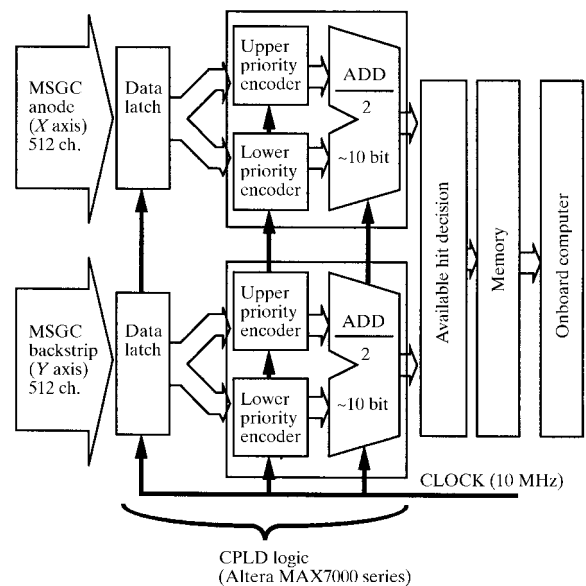 MSGC
anode
(X axis)
512 ch.
Data
latch
Upper
priority
encoder
Lower
priority
encoder
ADD
2
~10 bit
MSGC
backstrip
(Y axis)
512 ch.
Data
latch
Upper
priority
encoder
Lower
priority
encoder
ADD
2
~10 bit
Available hit decision
Memory
Onboard computer
CLOCK (10 MHz)
CPLD logic
(Altera MAX7000 series)